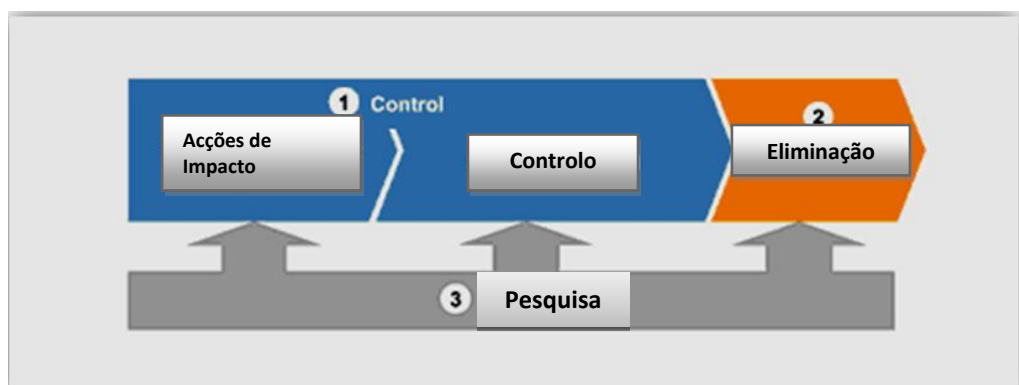 1 Control
Acções de
Impacto
Controlo
2
Eliminação
3 Pesquisa